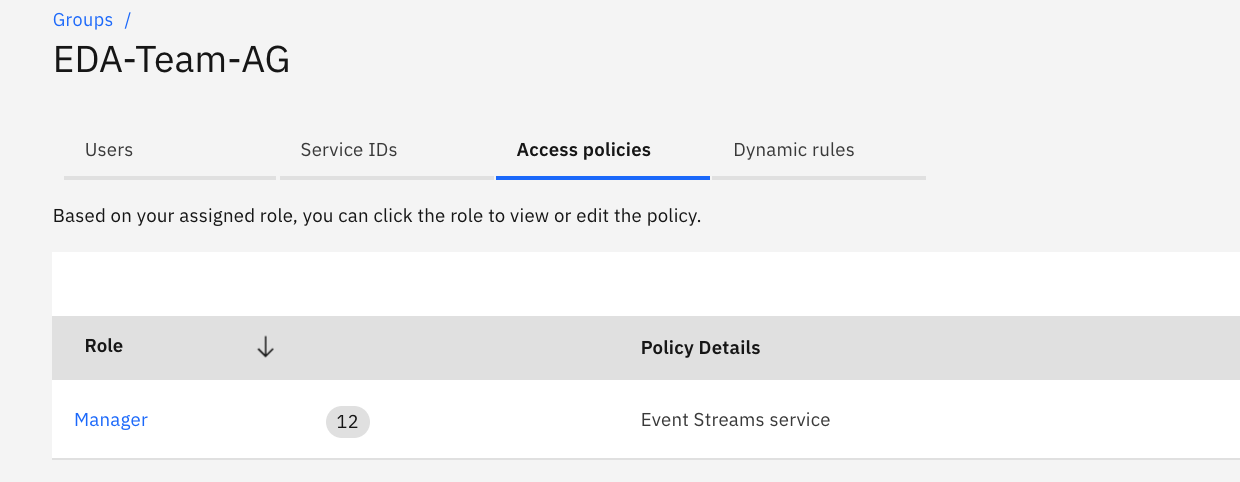 Groups /
EDA-Team-AG
Users Service IDs Access policies Dynamic rules
Based on your assigned role, you can click the role to view or edit the policy.
Role Policy Details
Manager 12 Event Streams service